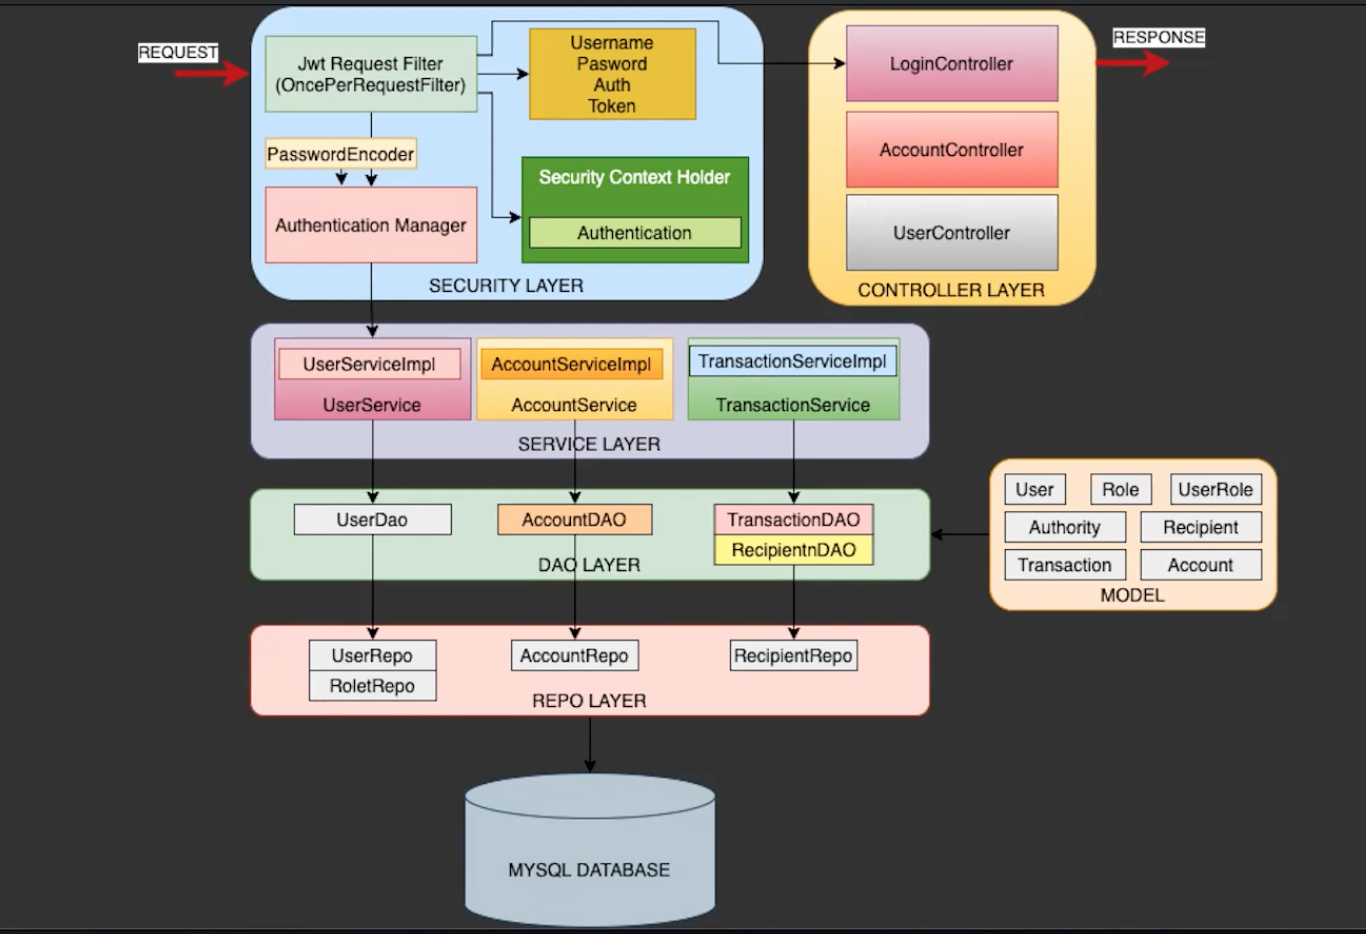 REQUEST
Jwt Request Filter
(OncePerRequestFilter)
Username
Pasword
Auth
Token
PasswordEncoder
Authentication Manager
Security Context Holder
Authentication
SECURITY LAYER
LoginController
AccountController
UserController
CONTROLLER LAYER
RESPONSE
UserServiceImpl
UserService
AccountServiceImpl
AccountService
TransactionServiceImpl
TransactionService
SERVICE LAYER
UserDao
AccountDAO
TransactionDAO
RecipientnDAO
DAO LAYER
User
Role
UserRole
Authority
Recipient
Transaction
Account
MODEL
UserRepo
RoletRepo
AccountRepo
RecipientRepo
REPO LAYER
MYSQL DATABASE